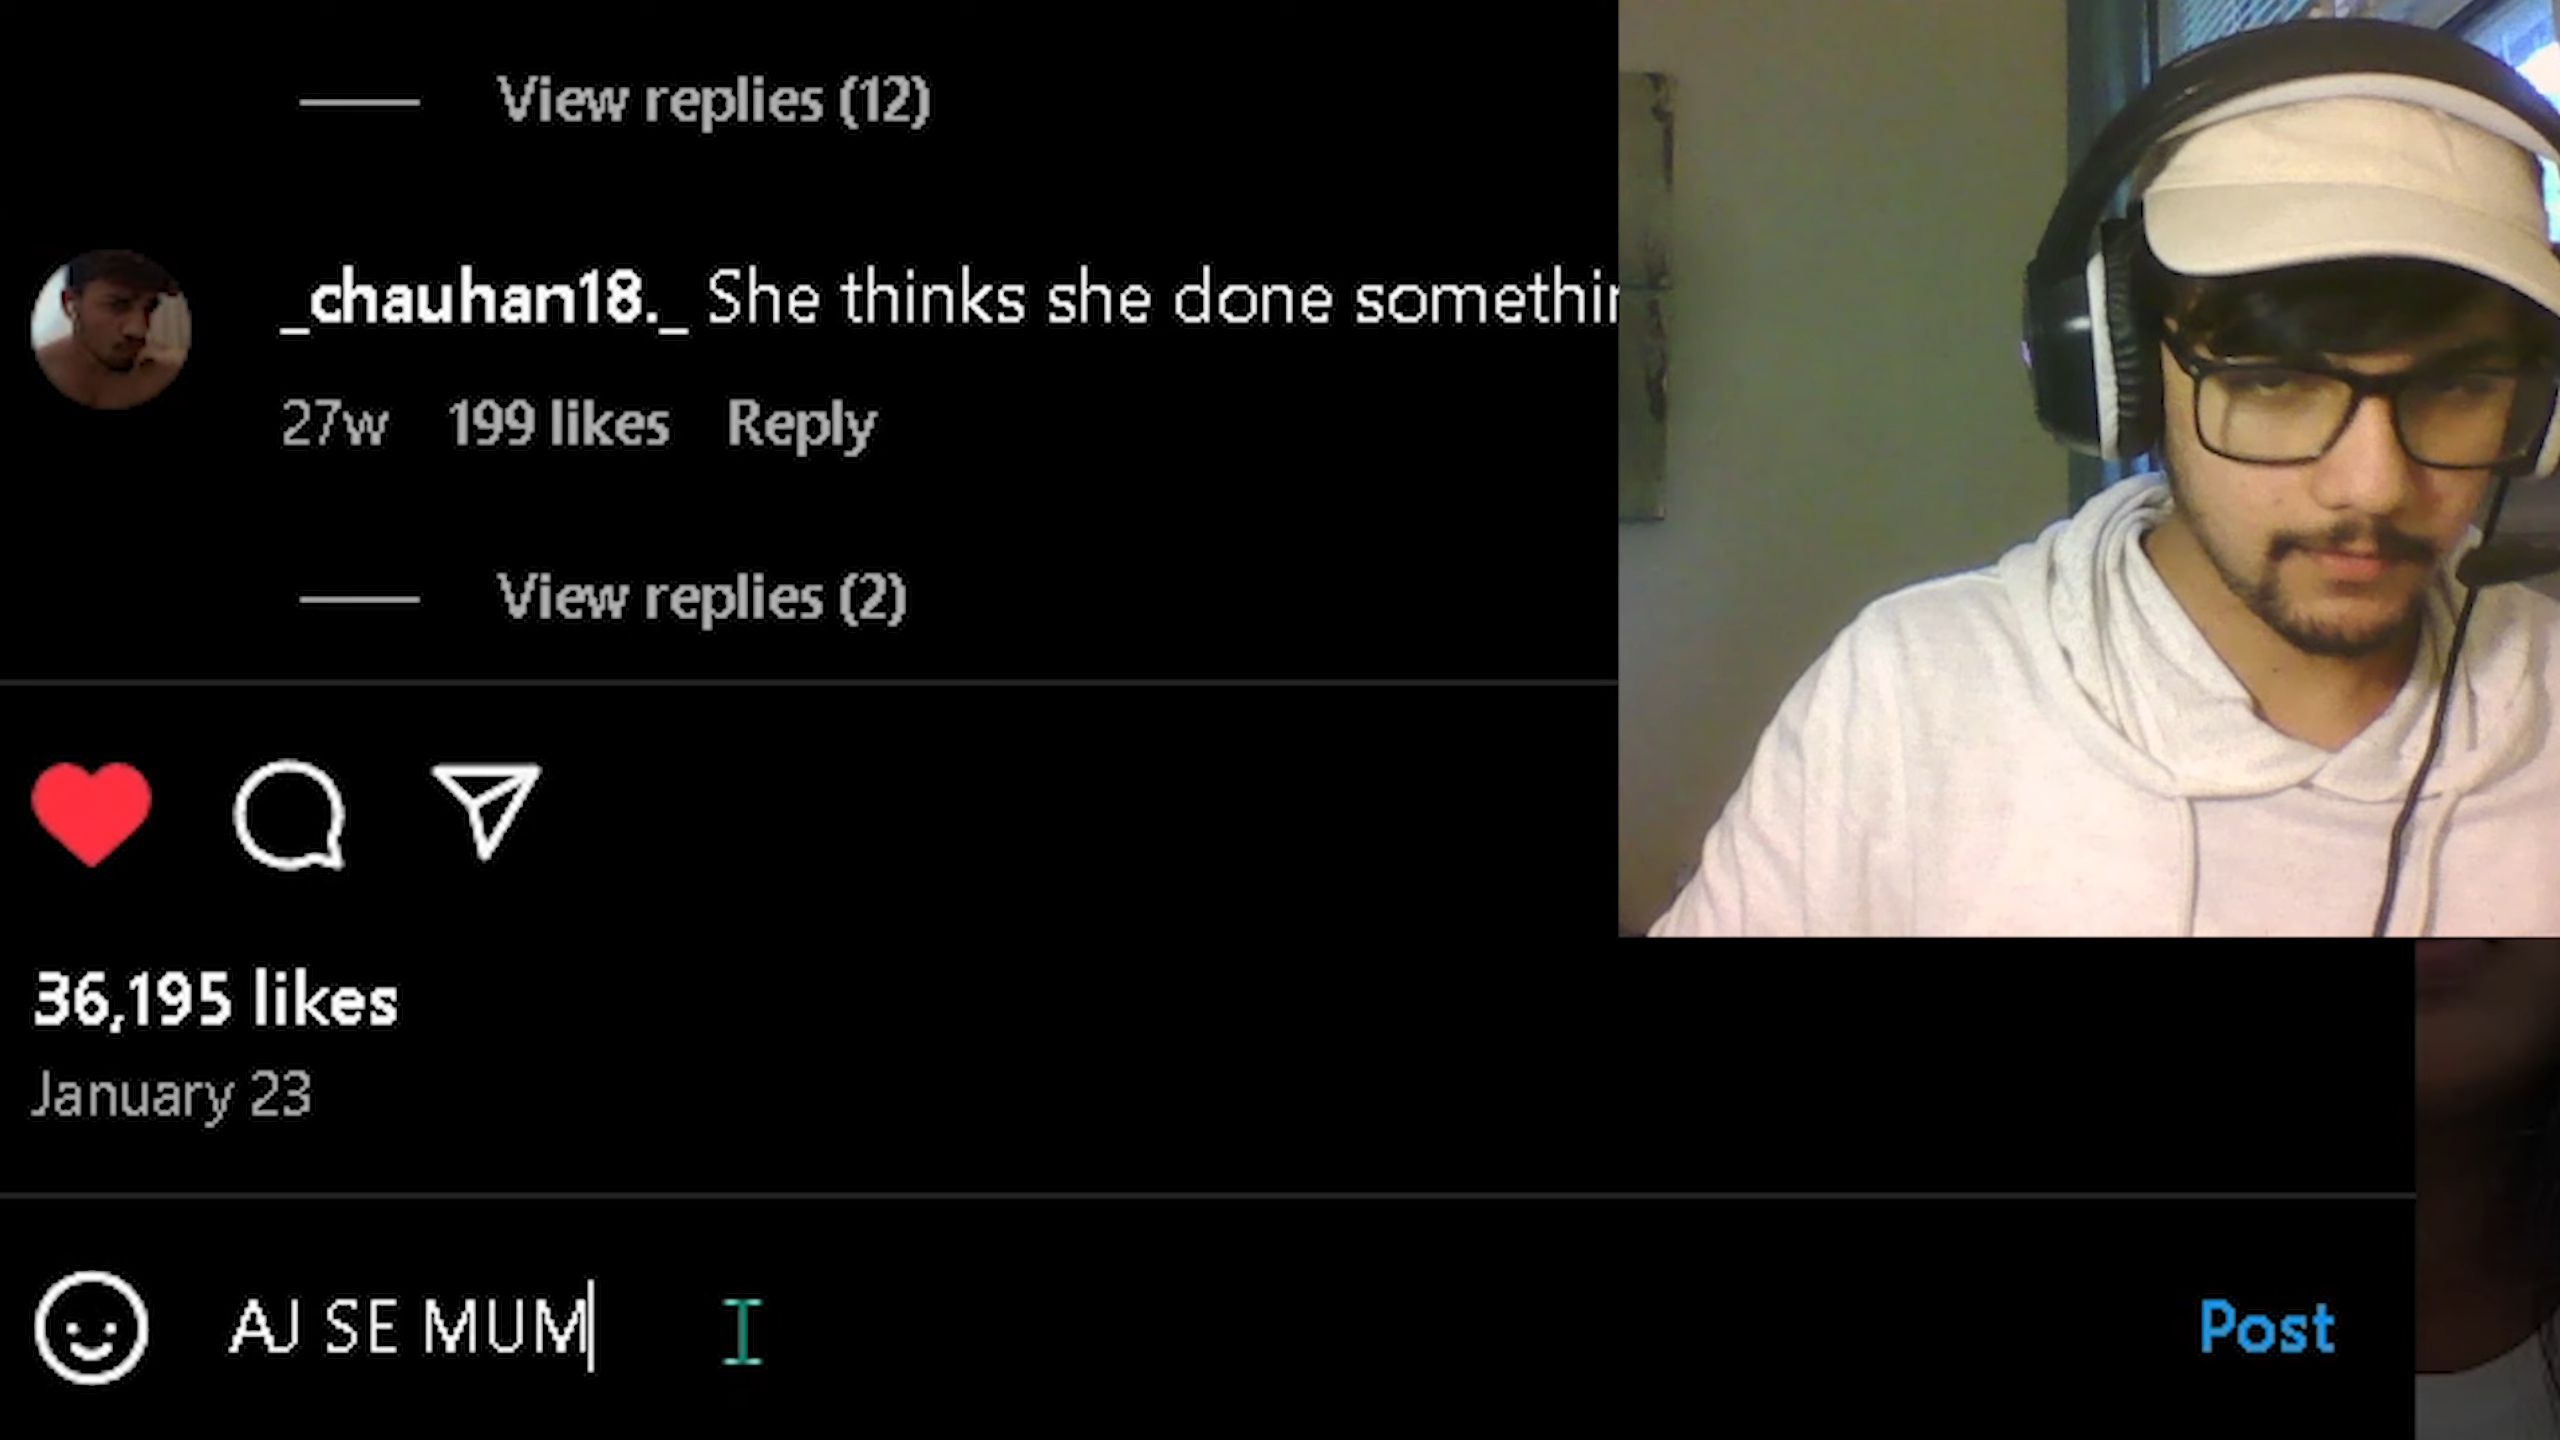 View replies (12)
_chauhan18._ She thinks she done
27w 199 likes Reply
View replies (2)
36,195 likes
January 23
AJ SE MUM
Post